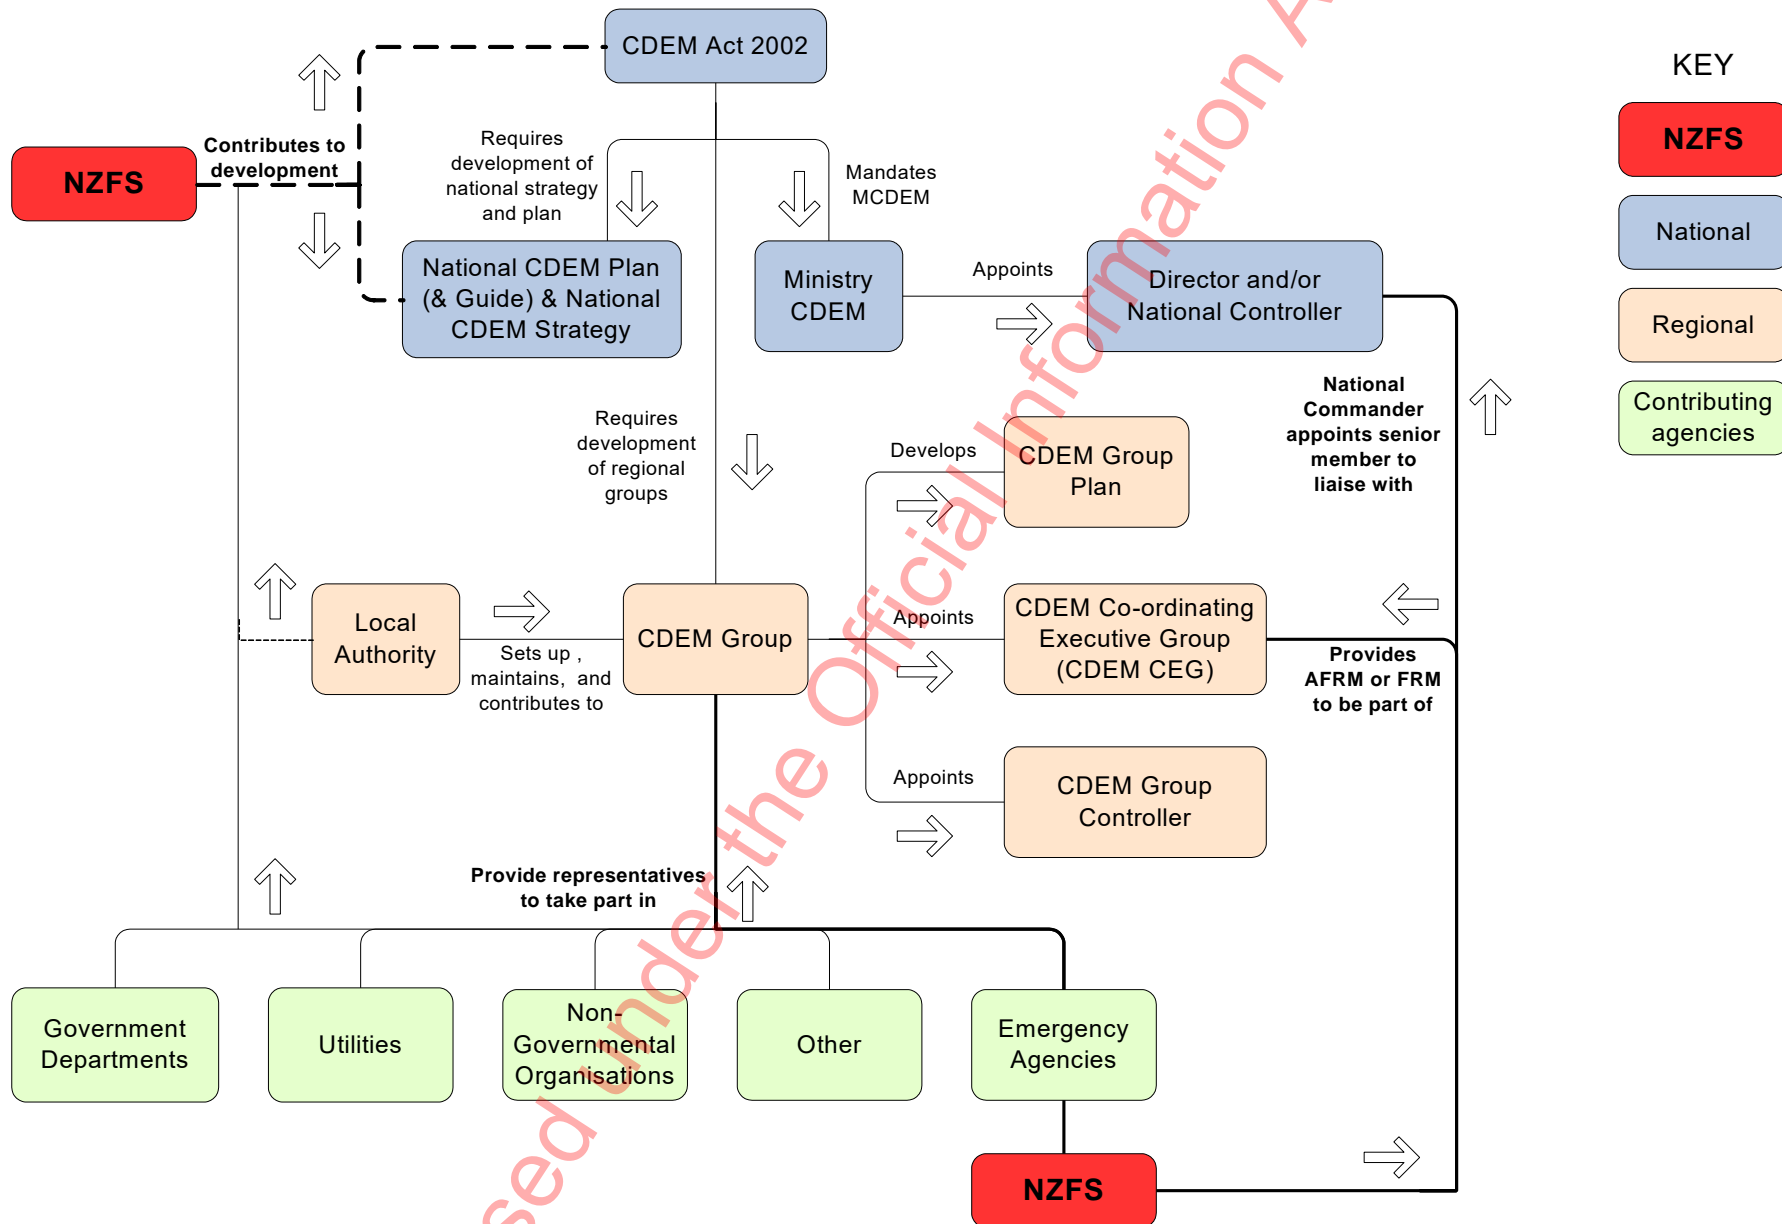 CDEM Act 2002
KEY
NZFS
Contributes to
development
NZFS
Requires
development of
national strategy
and plan
Mandates
MCDEM
National
National CDEM Plan
(& Guide) & National
CDEM Strategy
Ministry
CDEM
Appoints
Director and/or
National Controller
Regional
National
Commander
appoints senior
member to
liaise with
Contributing
agencies
Requires
development
of regional
groups
Develops
CDEM Group
Plan
Local
Authority
Sets up ,
maintains, and
contributes to
CDEM Group
Appoints
CDEM Co-ordinating
Executive Group
(CDEM CEG)
Provides
AFRM or FRM
to be part of
Appoints
CDEM Group
Controller
Provide representatives
to take part in
Government
Departments
Utilities
Non-
Governmental
Organisations
Other
Emergency
Agencies
NZFS
sed under the Official Information A